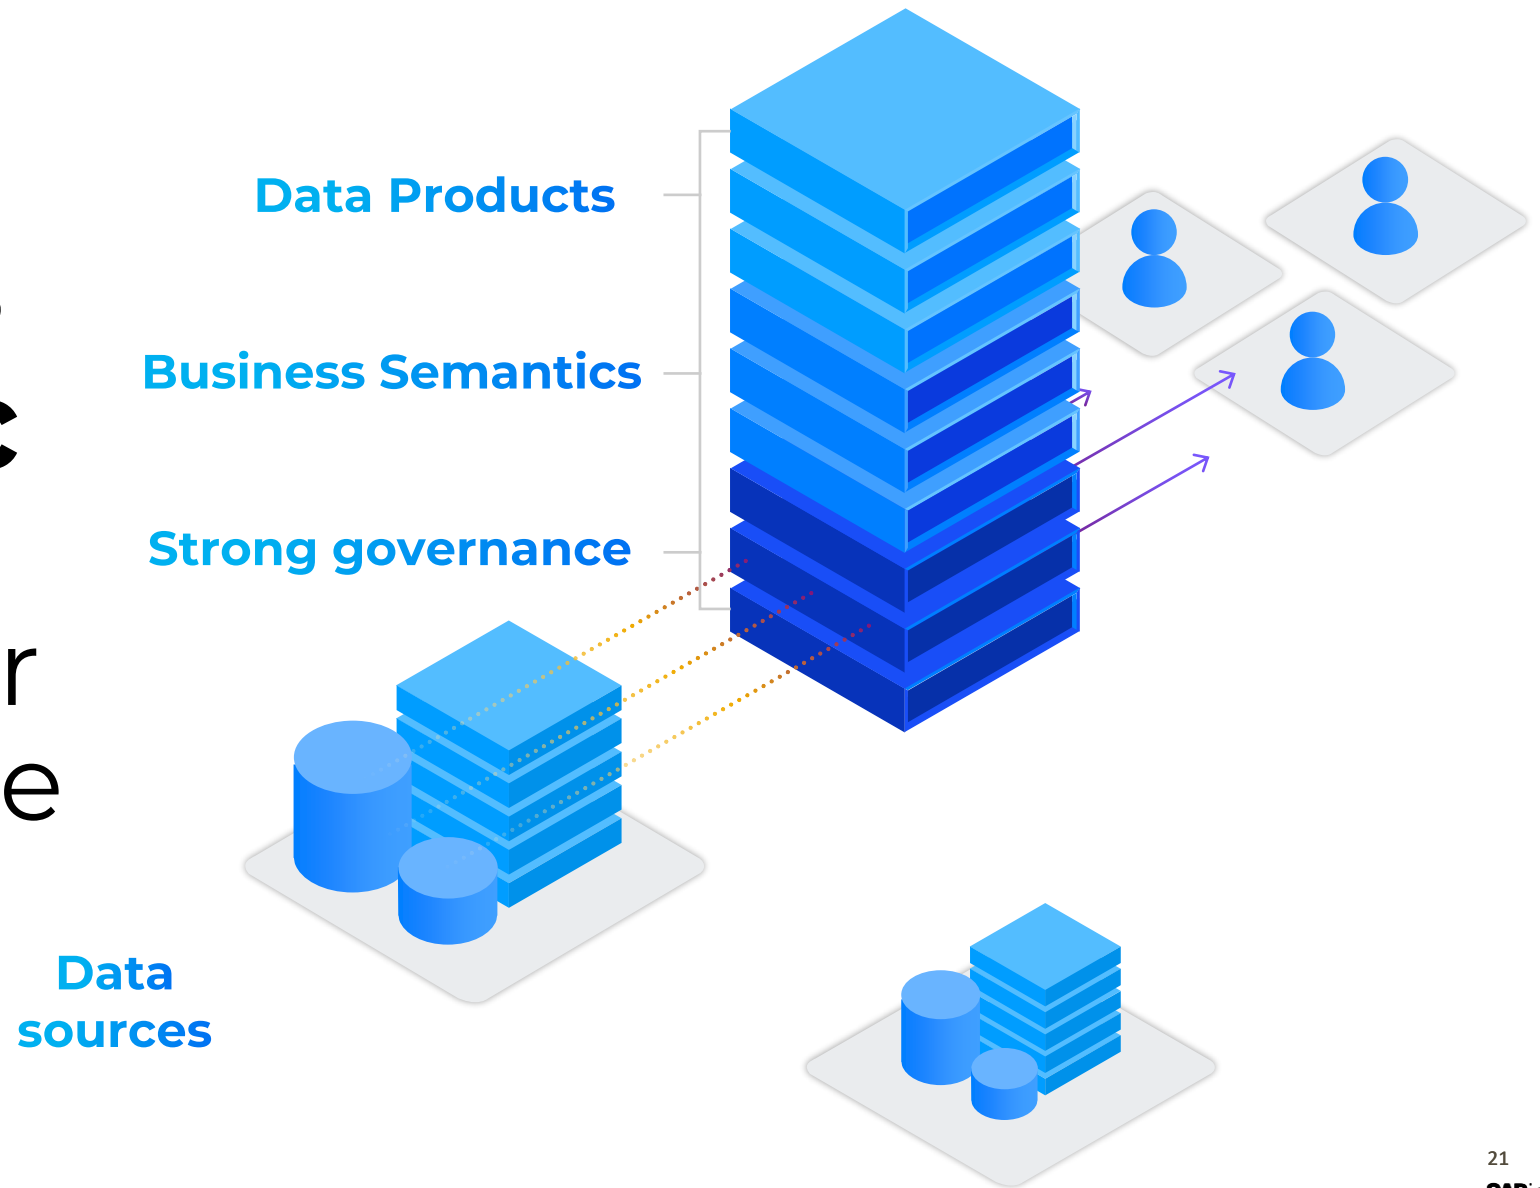 Data Products
Business Semantics
Strong governance
Data
sources
21